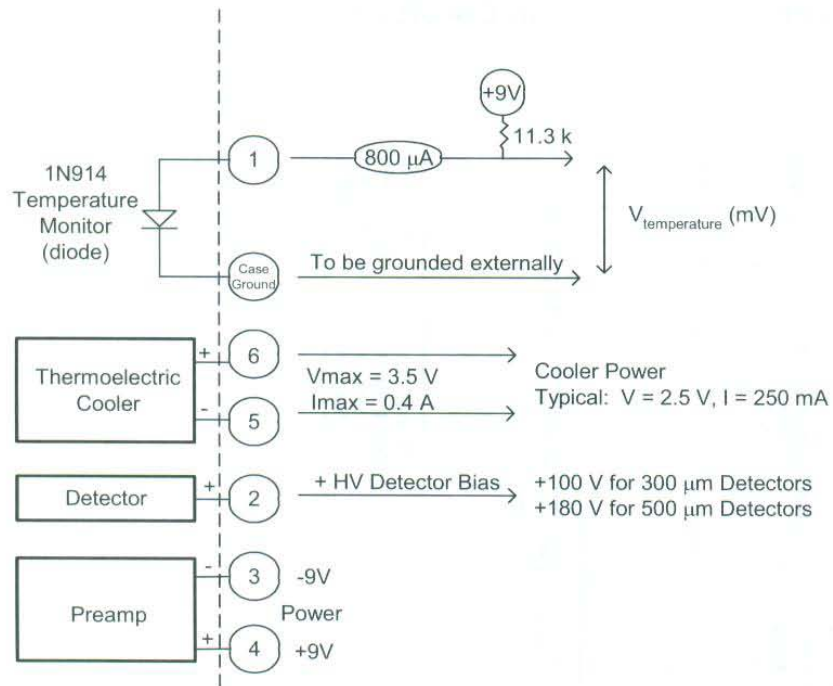 +9V
11.3 k
1
800 µA
1N914
Temperature
Monitor
(diode)
V temperature (mV)
Case
Ground
To be grounded externally
Thermoelectric
Cooler
+
6
-
5
Vmax = 3.5 V
Imax = 0.4 A
Cooler Power
Typical: V = 2.5 V, I = 250 mA
Detector
+
2
+ HV Detector Bias
+100 V for 300 µm Detectors
+180 V for 500 µm Detectors
Preamp
-
3
-9V
Power
+
4
+9V